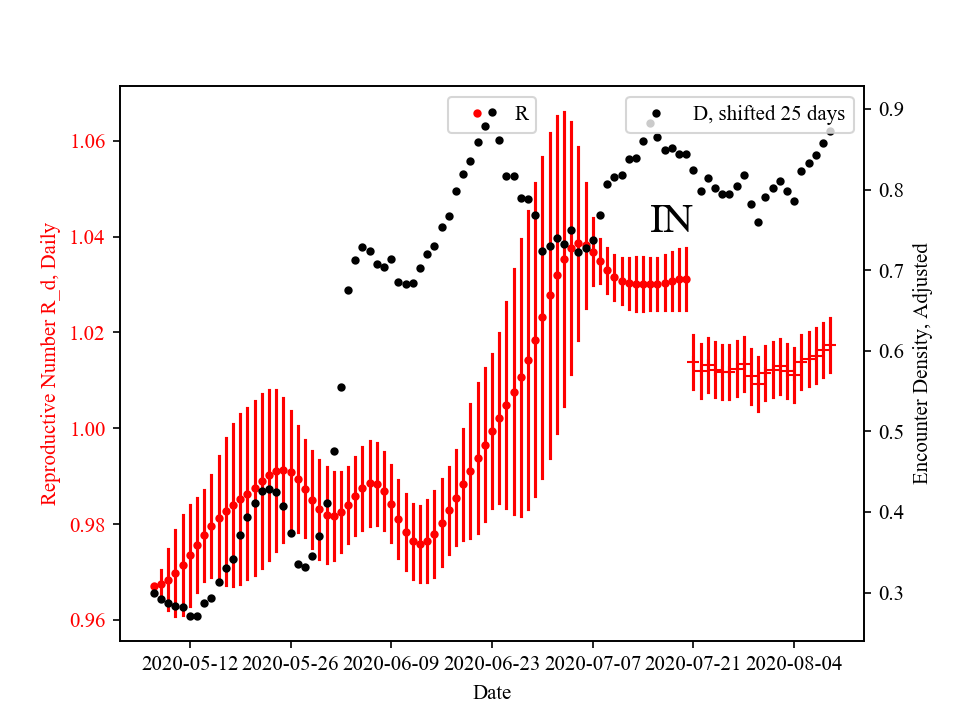 R
D, shifted 25 days
IN
Reproductive Number R_d, Daily
1.06
1.04
1.02
1.00
0.98
0.96
0.9
0.8
0.7
0.6
0.5
0.4
0.3
Encounter Density, Adjusted
2020-05-12 2020-05-26 2020-06-09 2020-06-23 2020-07-07 2020-07-21 2020-08-04
Date